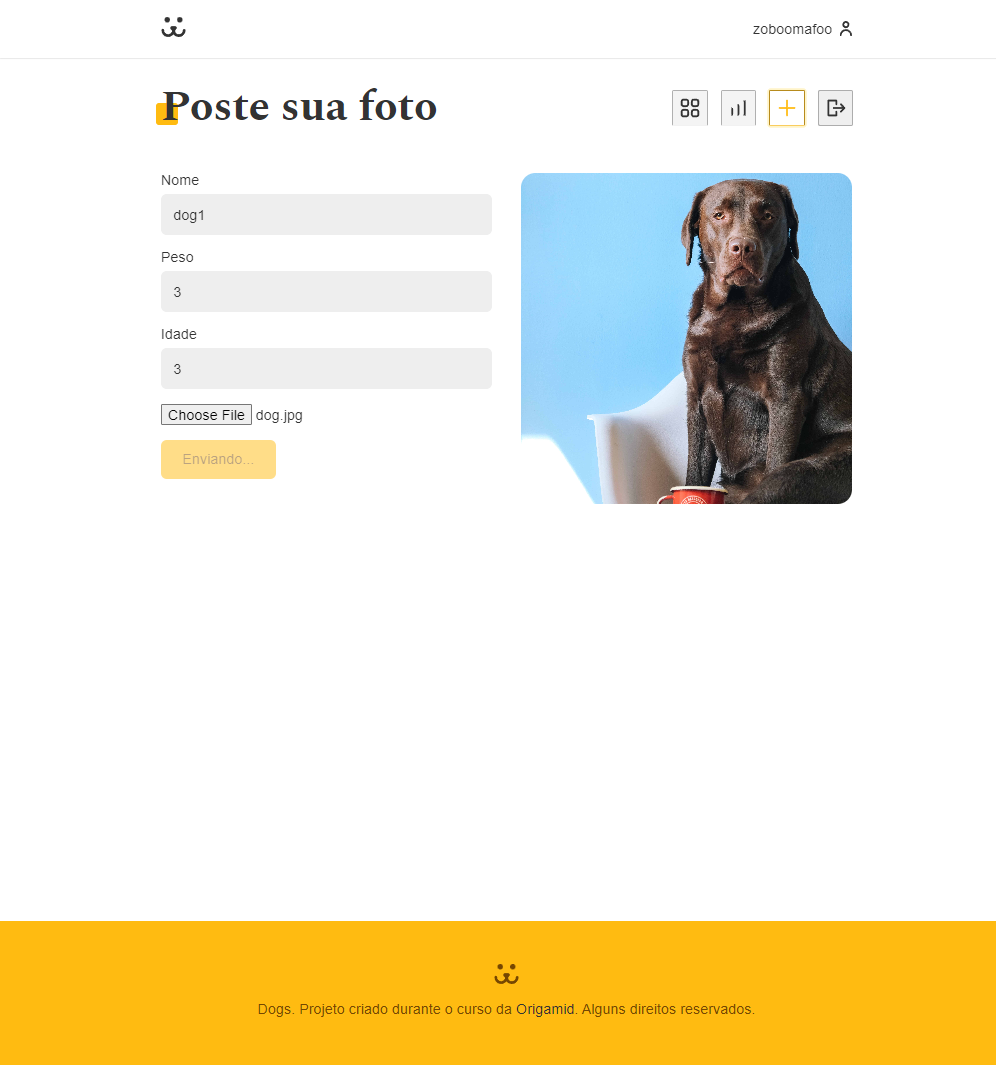 zoboomafoo
Poste sua foto
Nome
dog1
Peso
3
Idade
3
Choose File dog.jpg
Enviando...
Dogs. Projeto criado durante o curso da Origamid. Alguns direitos reservados.